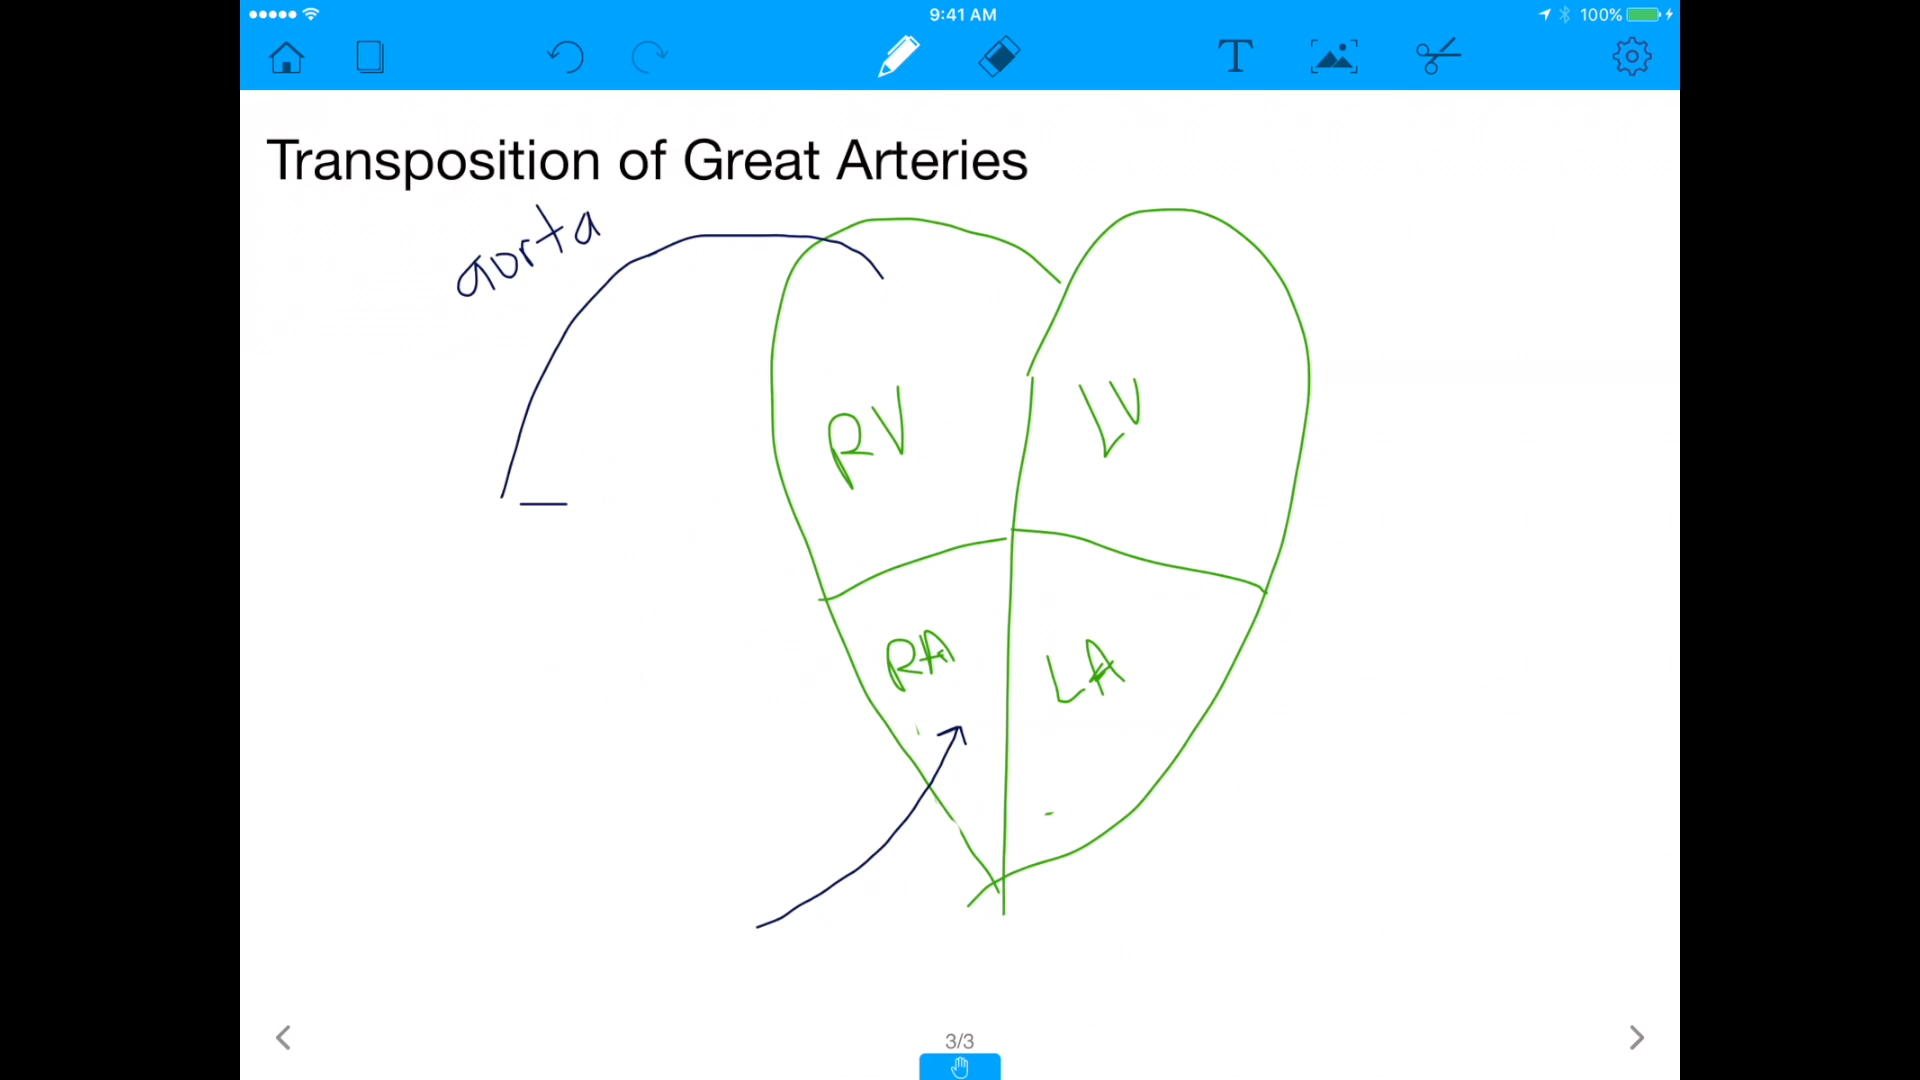 9:41 AM
100%
T
Transposition of Great Arteries
aorta
RV
LV
RA
LA
3/3